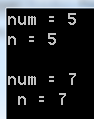 num = 5
n = 5

num = 7
 n = 7